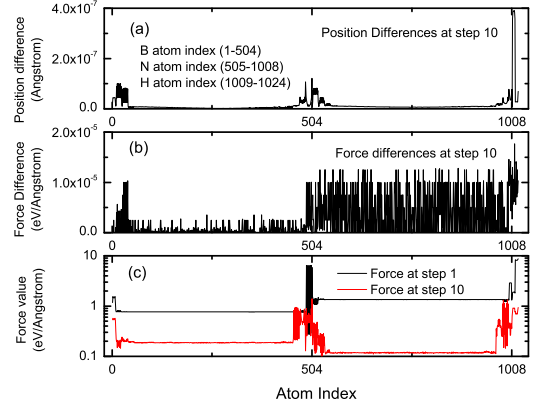 4.0x10⁻⁷
(a)
Position Differences at step 10
B atom index (1-504)
N atom index (505-1008)
H atom index (1009-1024)
2.0x10⁻⁷
0.0
Position difference
(Angstrom)
0
504
1008
2.0x10⁻⁵
(b)
Force differences at step 10
1.0x10⁻⁵
0.0
Force Difference
(eV/Angstrom)
0
504
1008
10
(c)
Force at step 1
Force at step 10
1
0.1
Force value
(eV/Angstrom)
0
504
1008
Atom Index